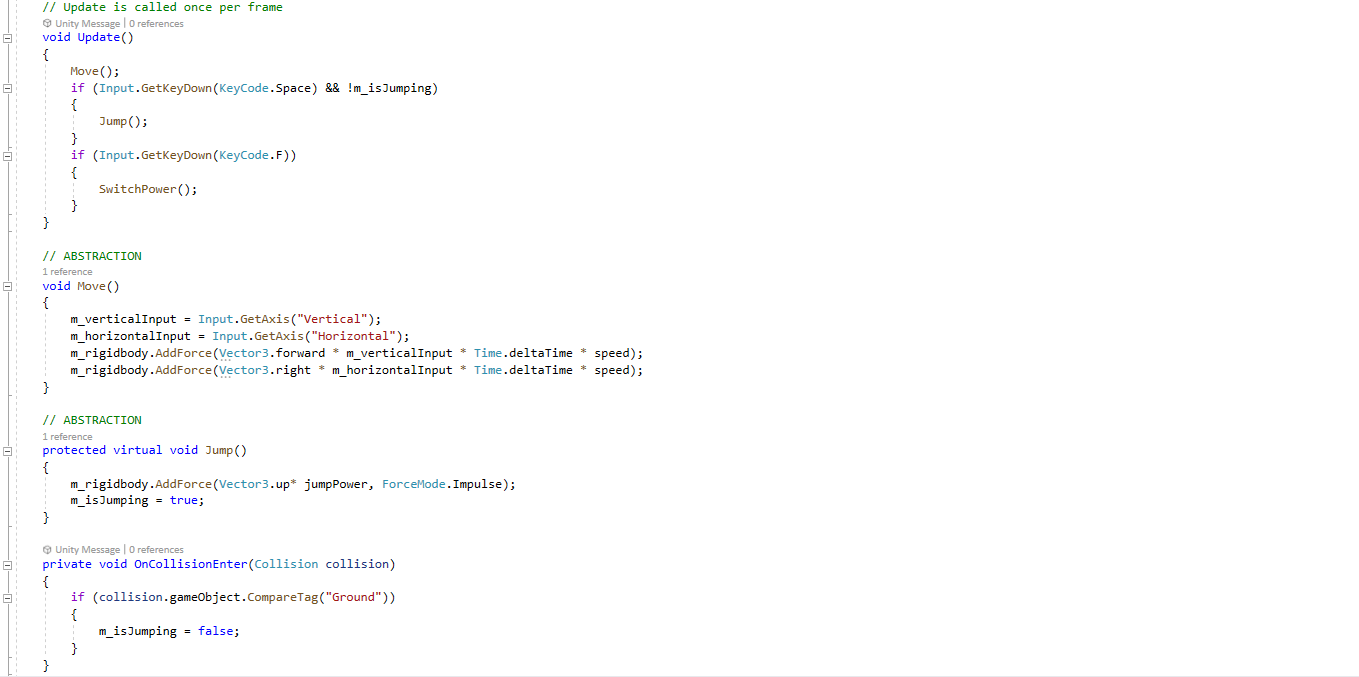 // Update is called once per frame
Unity Message | 0 references
void Update()
{
Move();
if (Input.GetKeyDown(KeyCode.Space) && !m_isJumping)
{
Jump();
}
if (Input.GetKeyDown(KeyCode.F))
{
SwitchPower();
}
}
// ABSTRACTION
1 reference
void Move()
{
m_verticalInput = Input.GetAxis("Vertical");
m_horizontalInput = Input.GetAxis("Horizontal");
m_rigidbody.AddForce(Vector3.forward * m_verticalInput * Time.deltaTime * speed);
m_rigidbody.AddForce(Vector3.right * m_horizontalInput * Time.deltaTime * speed);
}
// ABSTRACTION
1 reference
protected virtual void Jump()
{
m_rigidbody.AddForce(Vector3.up* jumpPower, ForceMode.Impulse);
m_isJumping = true;
}
Unity Message | 0 references
private void OnCollisionEnter(Collision collision)
{
if (collision.gameObject.CompareTag("Ground"))
{
m_isJumping = false;
}
}